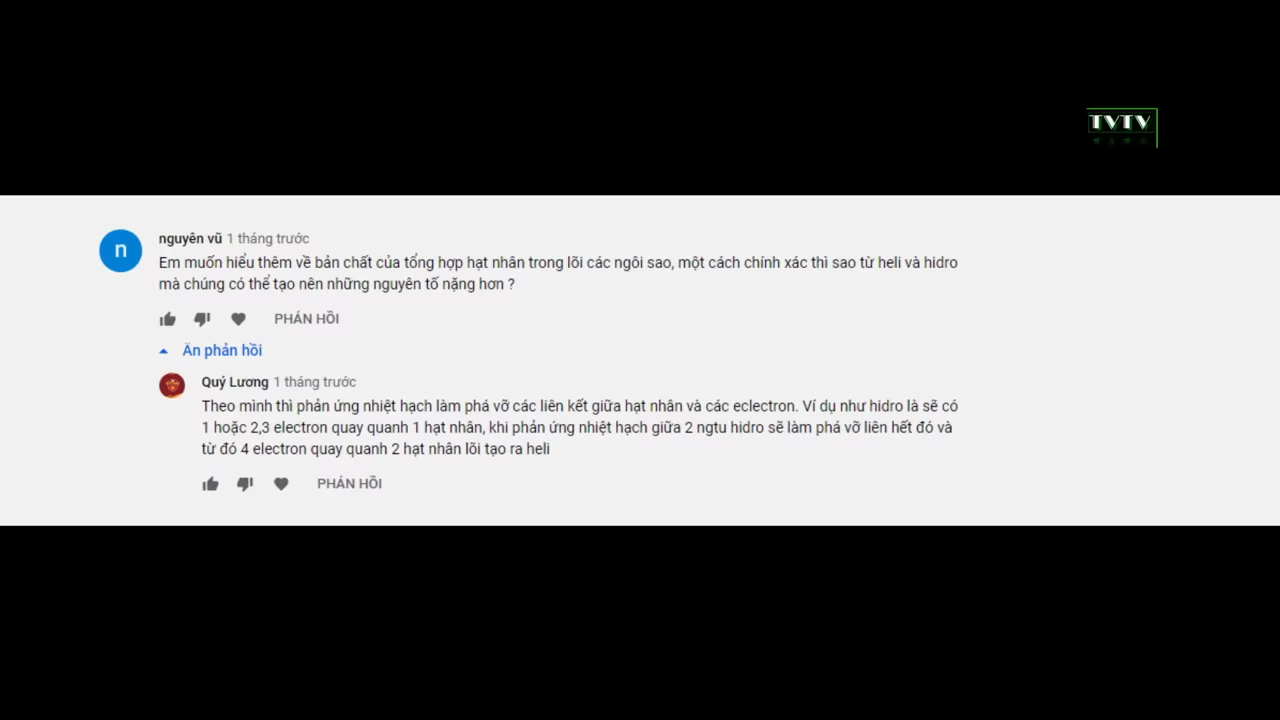 TVTV
nguyên vũ 1 tháng trước
Em muốn hiểu thêm về bản chất của tổng hợp hạt nhân trong lõi các ngôi sao, một cách chính xác thì sao từ heli và hidro
mà chúng có thể tạo nên những nguyên tố nặng hơn ?
PHẢN HỒI
Ẩn phản hồi
Quý Lương 1 tháng trước
Theo mình thì phản ứng nhiệt hạch làm phá vỡ các liên kết giữa hạt nhân và các eclectron. Ví dụ như hidro là sẽ có
1 hoặc 2,3 electron quay quanh 1 hạt nhân, khi phản ứng nhiệt hạch giữa 2 ngtu hidro sẽ làm phá vỡ liên hết đó và
từ đó 4 electron quay quanh 2 hạt nhân lõi tạo ra heli
PHẢN HỒI